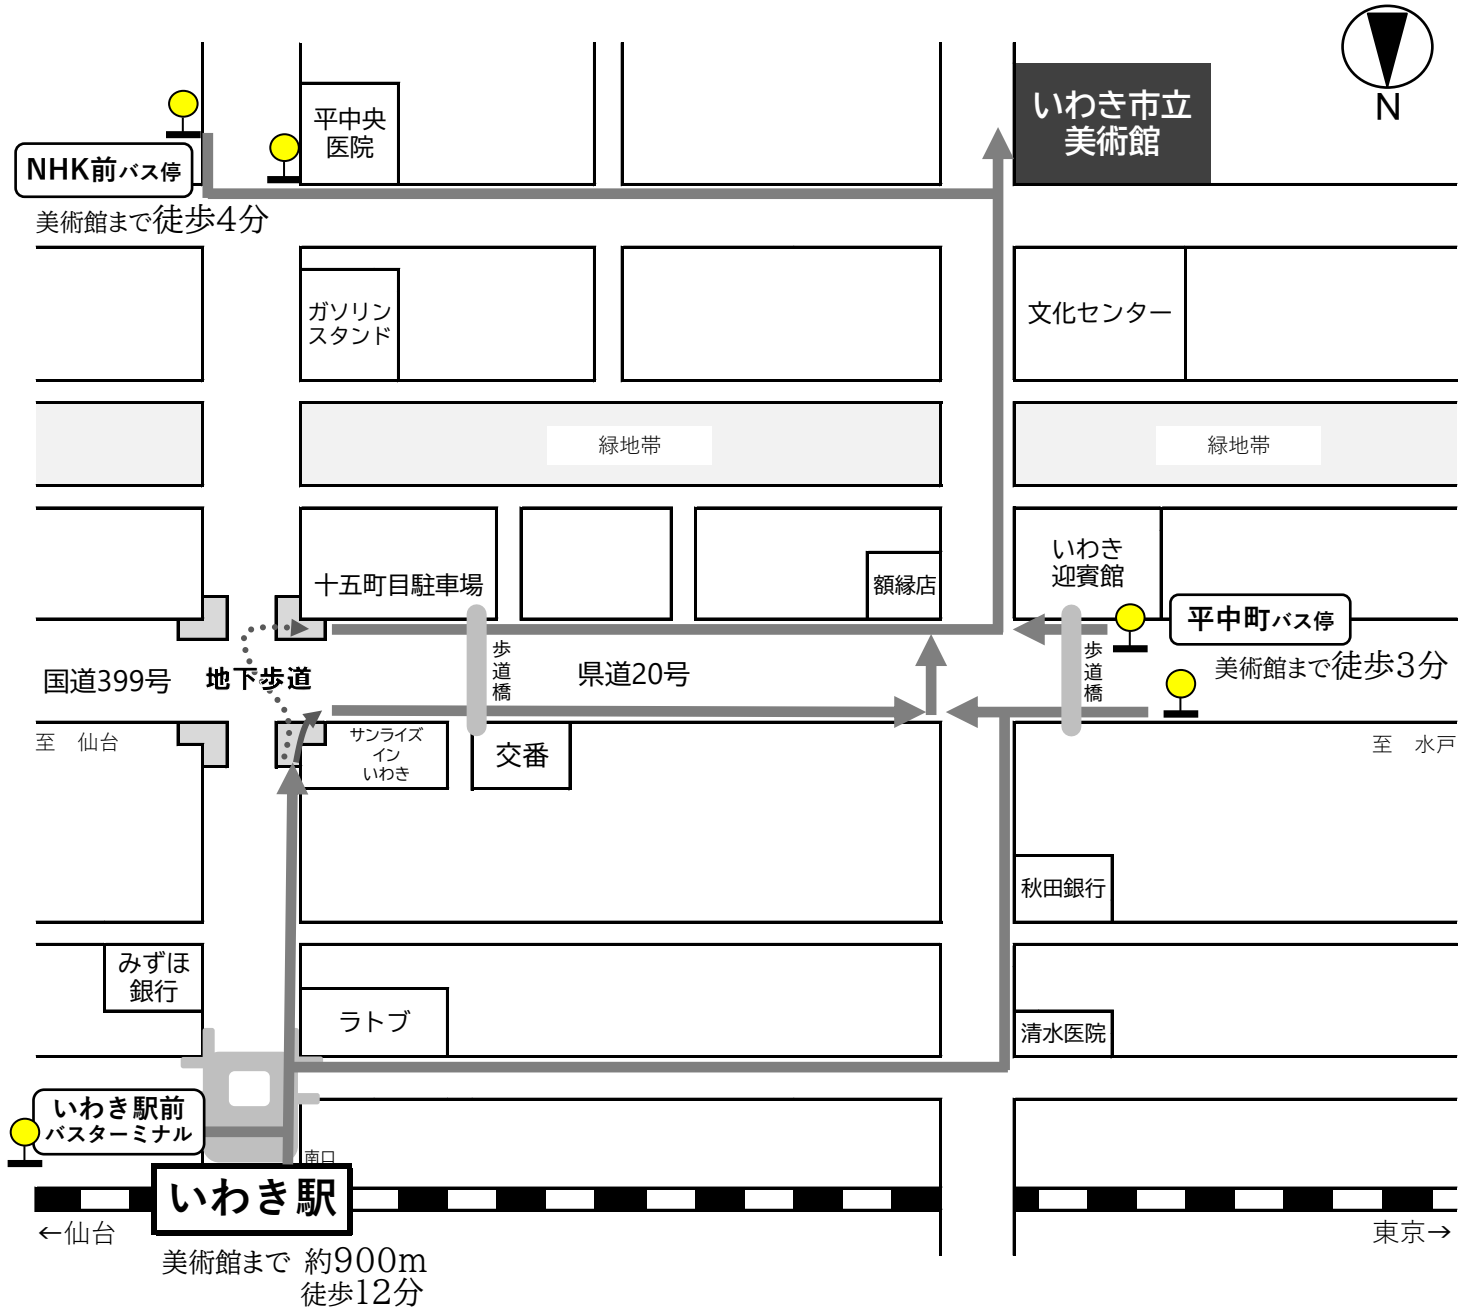 N
平中央
医院
いわき市立
美術館
NHK前バス停
美術館まで徒歩4分
ガソリン
スタンド
文化センター
緑地帯
緑地帯
十五町目駐車場
額縁店
いわき
迎賓館
平中町バス停
美術館まで徒歩3分
歩道橋
歩道橋
国道399号
地下歩道
県道20号
至 仙台
至 水戸
サンライズ
イン
いわき
交番
秋田銀行
みずほ
銀行
ラトブ
清水医院
いわき駅前
バスターミナル
南口
いわき駅
←仙台
東京→
美術館まで 約900m
徒歩12分